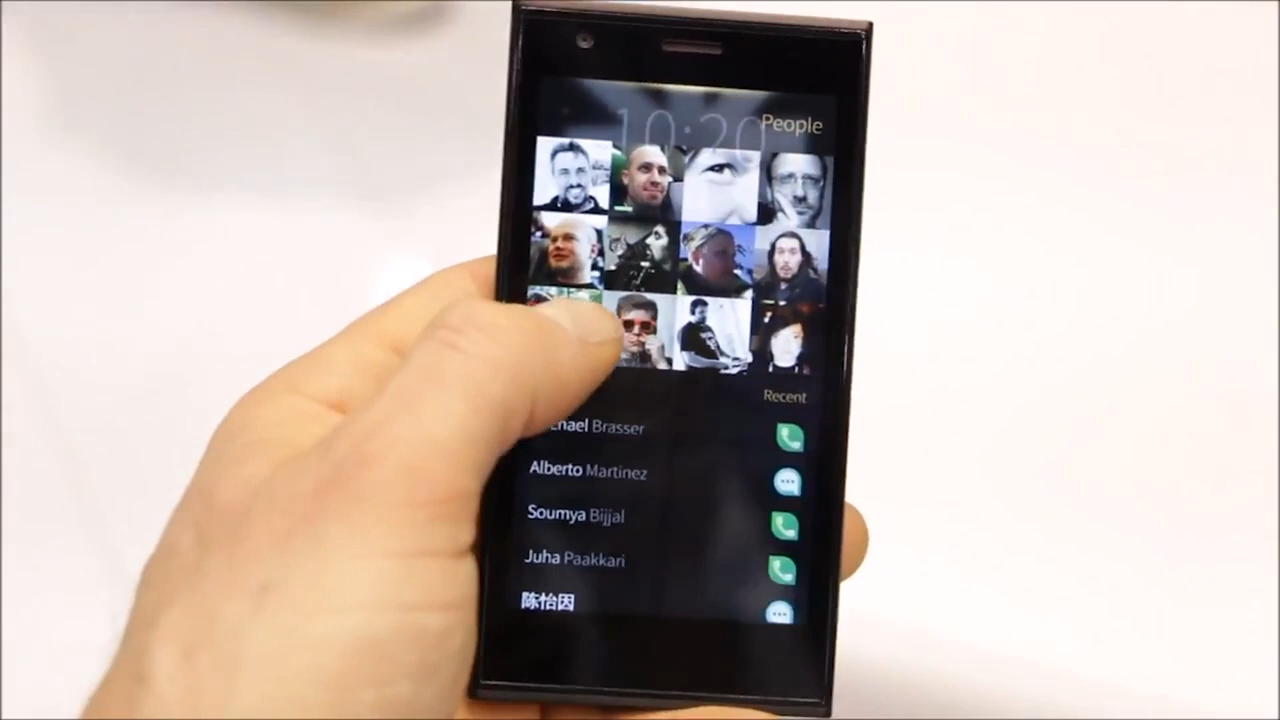 10:20
People
Recent
hael Brasser
Alberto Martinez
Soumya Bijjal
Juha Paakkari
陈怡因